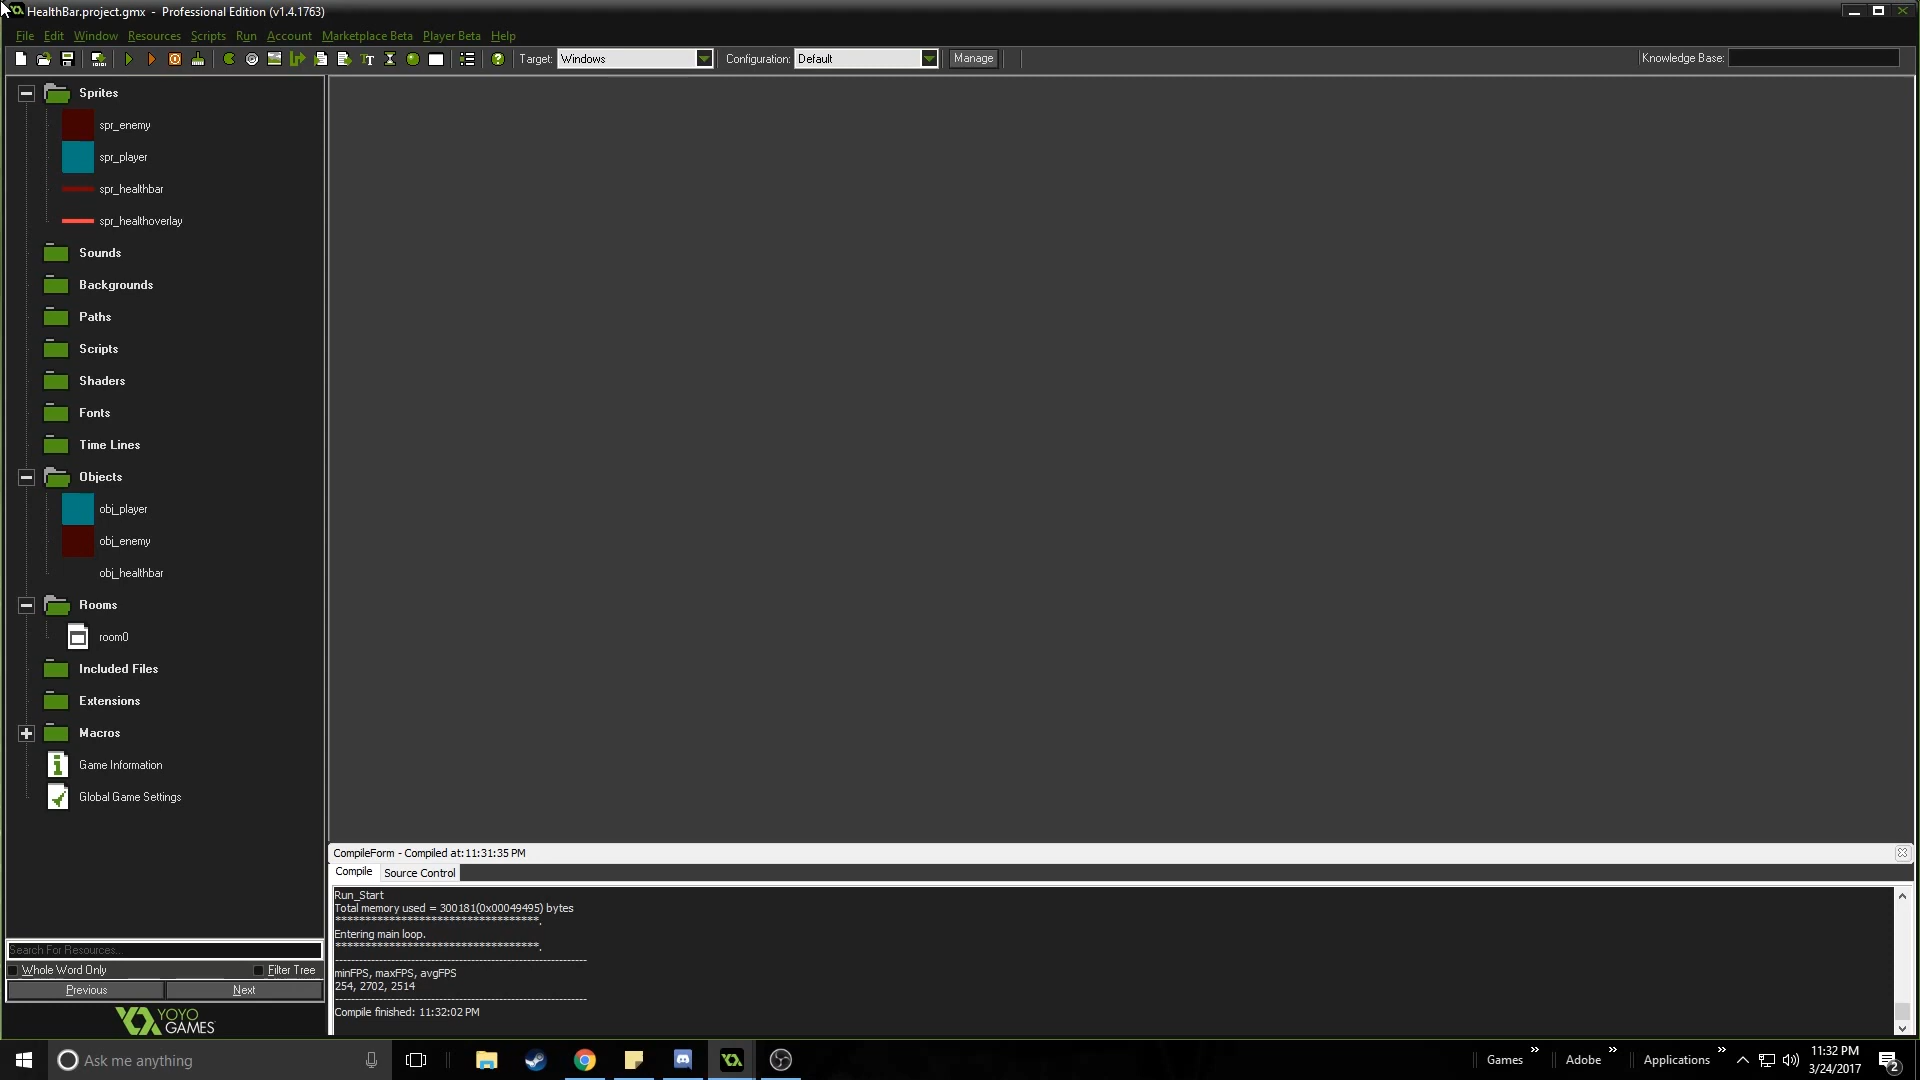 HealthBar.project.gmx - Professional Edition (v1.4.1763)
File Edit Window Resources Scripts Run Account Marketplace Beta Player Beta Help
Target: Windows Configuration: Default Manage Knowledge Base:
Sprites
spr_enemy
spr_player
spr_healthbar
spr_healthoverlay
Sounds
Backgrounds
Paths
Scripts
Shaders
Fonts
Time Lines
Objects
obj_player
obj_enemy
obj_healthbar
Rooms
room0
Included Files
Extensions
Macros
Game Information
Global Game Settings
Search For Resources...
Whole Word Only Filter Tree
Previous Next
YOYO
GAMES
CompileForm - Compiled at:11:31:35 PM
Compile Source Control
Run_Start
Total memory used = 300181(0x00049495) bytes
***********************************.
Entering main loop.
***********************************.
minFPS, maxFPS, avgFPS
254, 2702, 2514
Compile finished: 11:32:02 PM
Ask me anything
Games » Adobe » Applications »
11:32 PM
3/24/2017
2